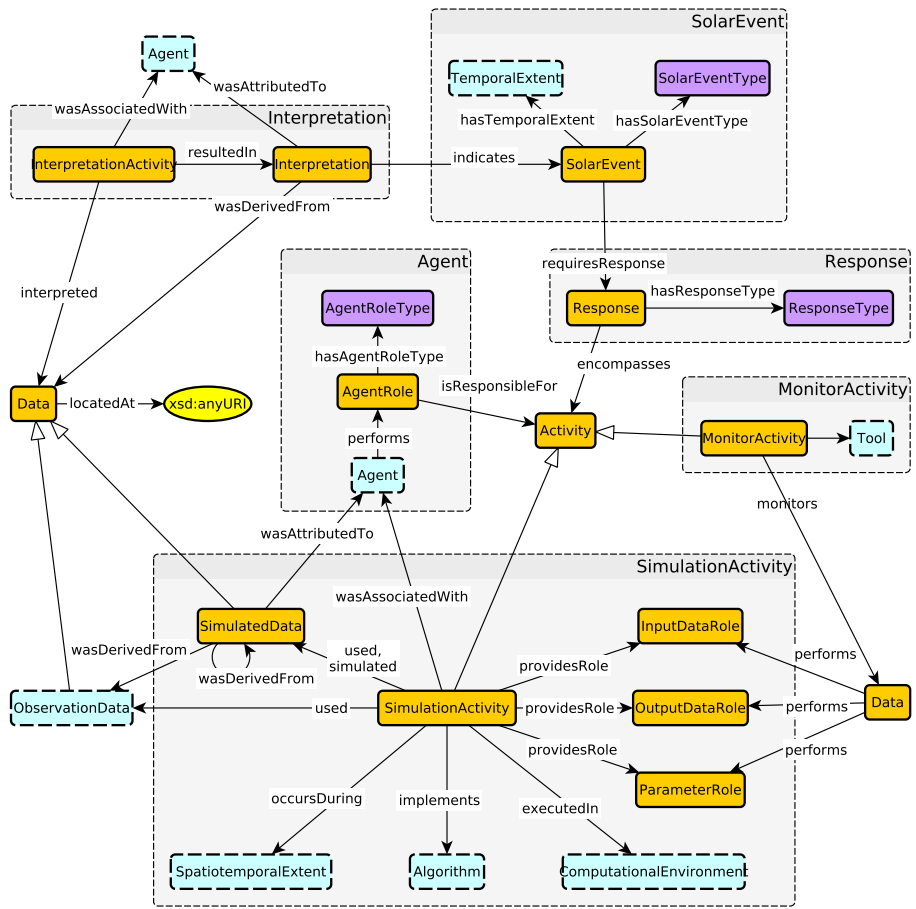 SolarEvent
Agent
TemporalExtent
SolarEventType
wasAttributedTo
wasAssociatedWith
Interpretation
hasTemporalExtent
hasSolarEventType
resultedIn
InterpretationActivity
Interpretation
indicates
SolarEvent
wasDerivedFrom
Agent
requiresResponse
Response
interpreted
hasResponseType
AgentRoleType
Response
ResponseType
hasAgentRoleType
encompasses
isResponsibleFor
MonitorActivity
AgentRole
Data
locatedAt
xsd:anyURI
Activity
MonitorActivity
Tool
performs
Agent
monitors
wasAttributedTo
SimulationActivity
wasAssociatedWith
SimulatedData
InputDataRole
used,
simulated
wasDerivedFrom
performs
providesRole
wasDerivedFrom
ObservationData
used
SimulationActivity
providesRole
OutputDataRole
performs
Data
providesRole
performs
ParameterRole
occursDuring
implements
executedIn
SpatiotemporalExtent
Algorithm
ComputationalEnvironment